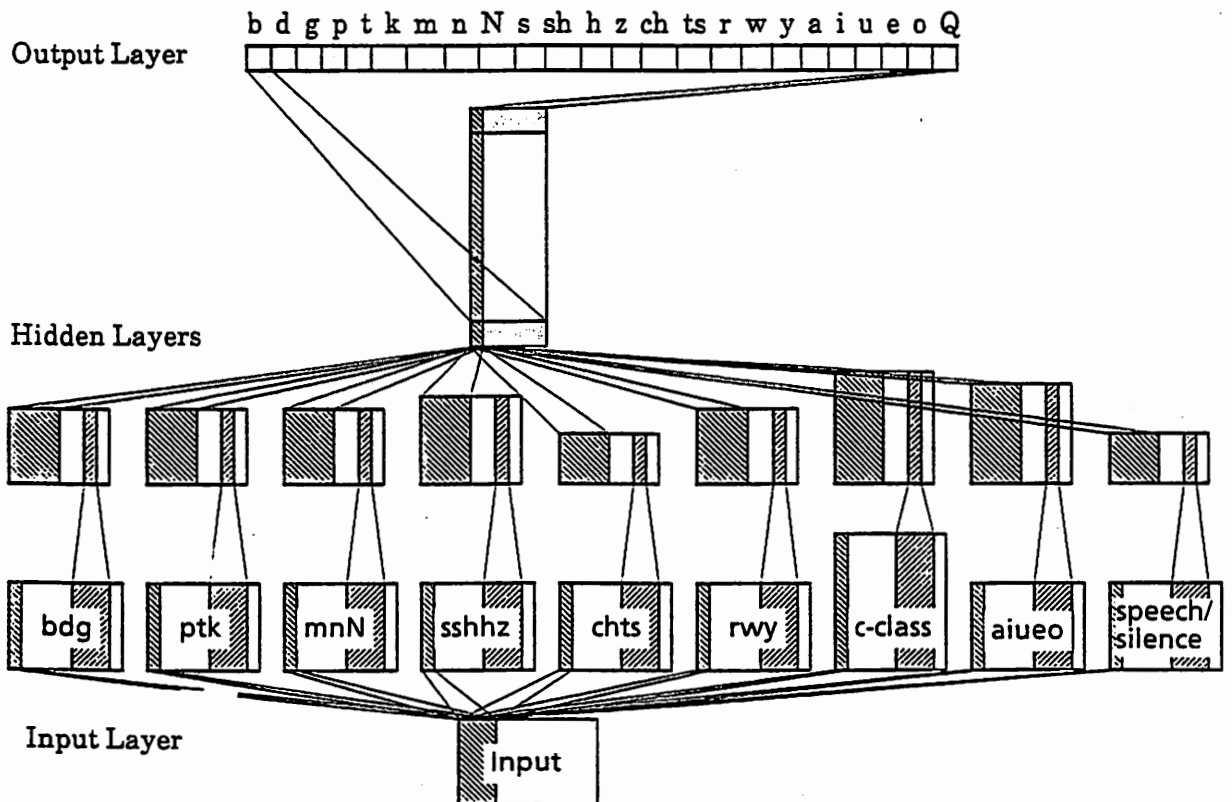 b d g p t k m n N s sh h z ch ts r w y a i u e o Q
Output Layer
Hidden Layers
bdg ptk mnN sshhz chts rwy c-class aiueo speech/
silence
Input Layer
Input